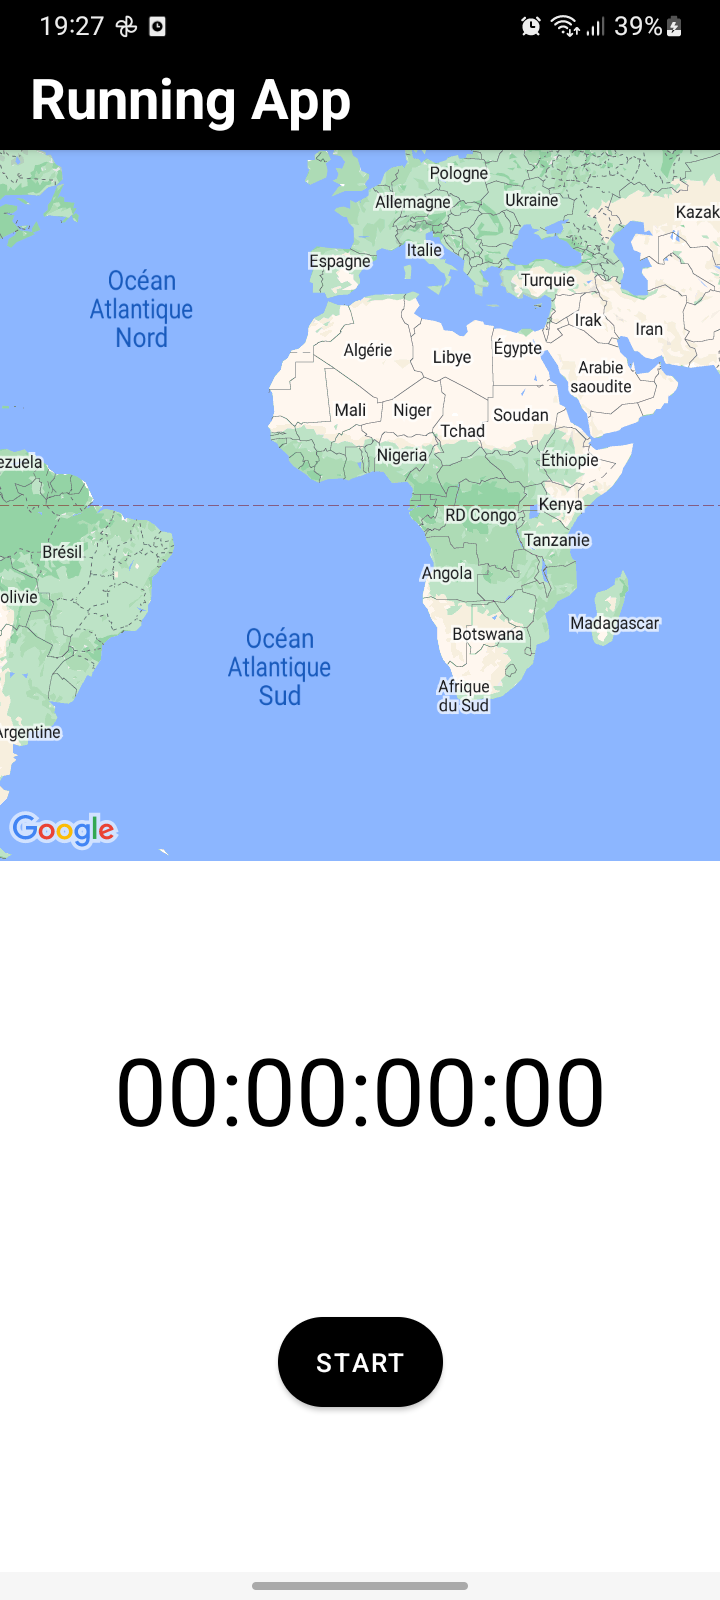 19:27 39%
Running App
Pologne
Allemagne Ukraine
Kazak
Italie
Espagne
Turquie
Océan
Atlantique
Nord
Irak
Iran
Algérie Libye Égypte
Arabie
saoudite
Mali Niger Soudan
Tchad
Nigeria Éthiopie
ezuela
Kenya
RD Congo
Tanzanie
Brésil
Angola
olivie
Madagascar
Botswana
Océan
Atlantique
Sud
Afrique
du Sud
Argentine
Google
00:00:00:00
START